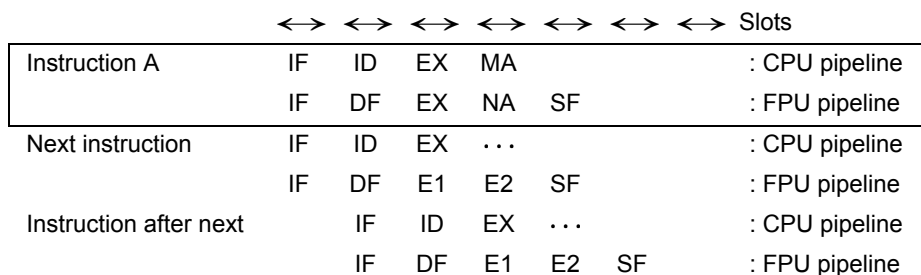 Slots
Instruction A IF ID EX MA : CPU pipeline
IF DF EX NA SF : FPU pipeline
Next instruction IF ID EX ··· : CPU pipeline
IF DF E1 E2 SF : FPU pipeline
Instruction after next IF ID EX ··· : CPU pipeline
IF DF E1 E2 SF : FPU pipeline